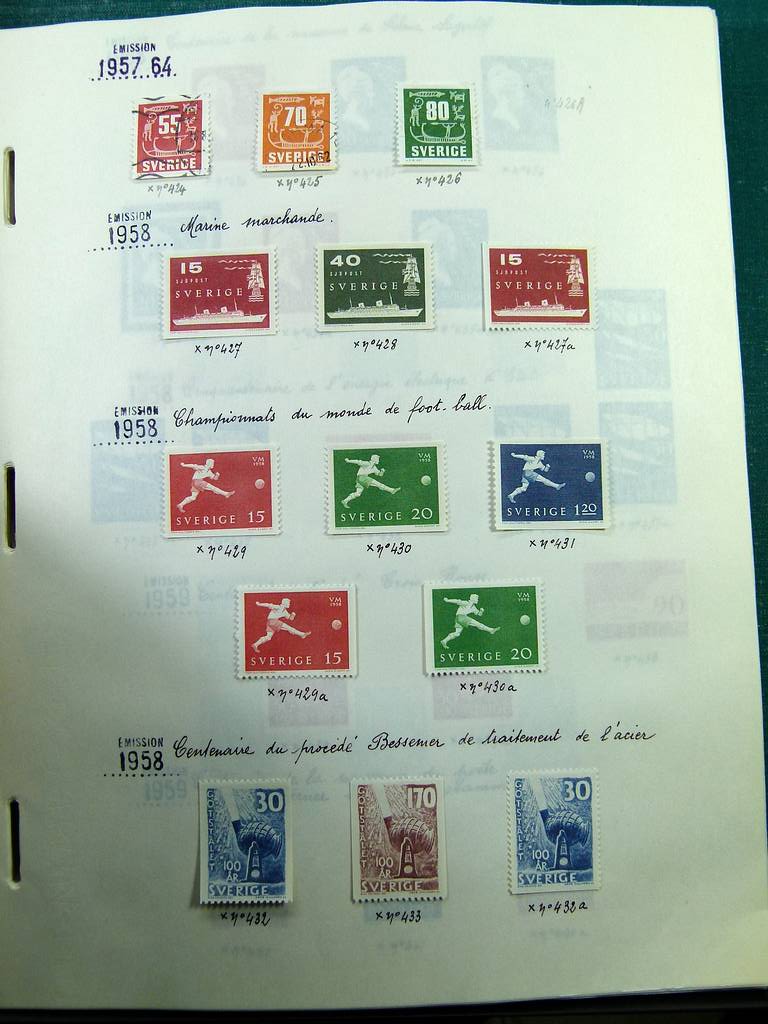 EMISSION
1957.64.
n°426A
55 SVERIGE
70 SVERIGE
80 SVERIGE
x n°424
x n°425
x n°426
EMISSION
1958
Marine marchande.
15 SJÖPOST SVERIGE
40 SJÖPOST SVERIGE
15 SJÖPOST SVERIGE
x n°427
x n°428
x n°427a
EMISSION
1958
Championnats du monde de foot-ball.
VM 1958 SVERIGE 15
VM 1958 SVERIGE 20
VM 1958 SVERIGE 120
x n°429
x n°430
x n°431
VM 1958 SVERIGE 15
VM 1958 SVERIGE 20
x n°429a
x n°430a
EMISSION
1958
Centenaire du procédé Bessemer de traitement de l'acier
GÖTSTÅLET 30 100 ÅR. SVERIGE
GÖTSTÅLET 170 100 ÅR. SVERIGE
GÖTSTÅLET 30 100 ÅR. SVERIGE
x n°432
x n°433
x n°432a